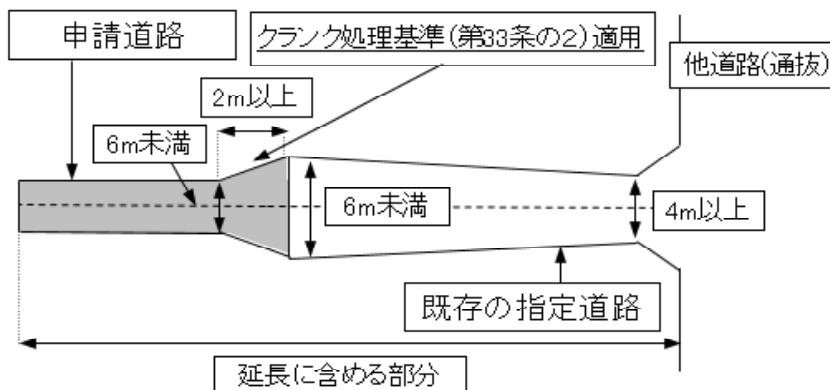 申請道路
クランク処理基準(第33条の2)適用
他道路(通抜)
2m以上
6m未満
6m未満
4m以上
既存の指定道路
延長に含める部分